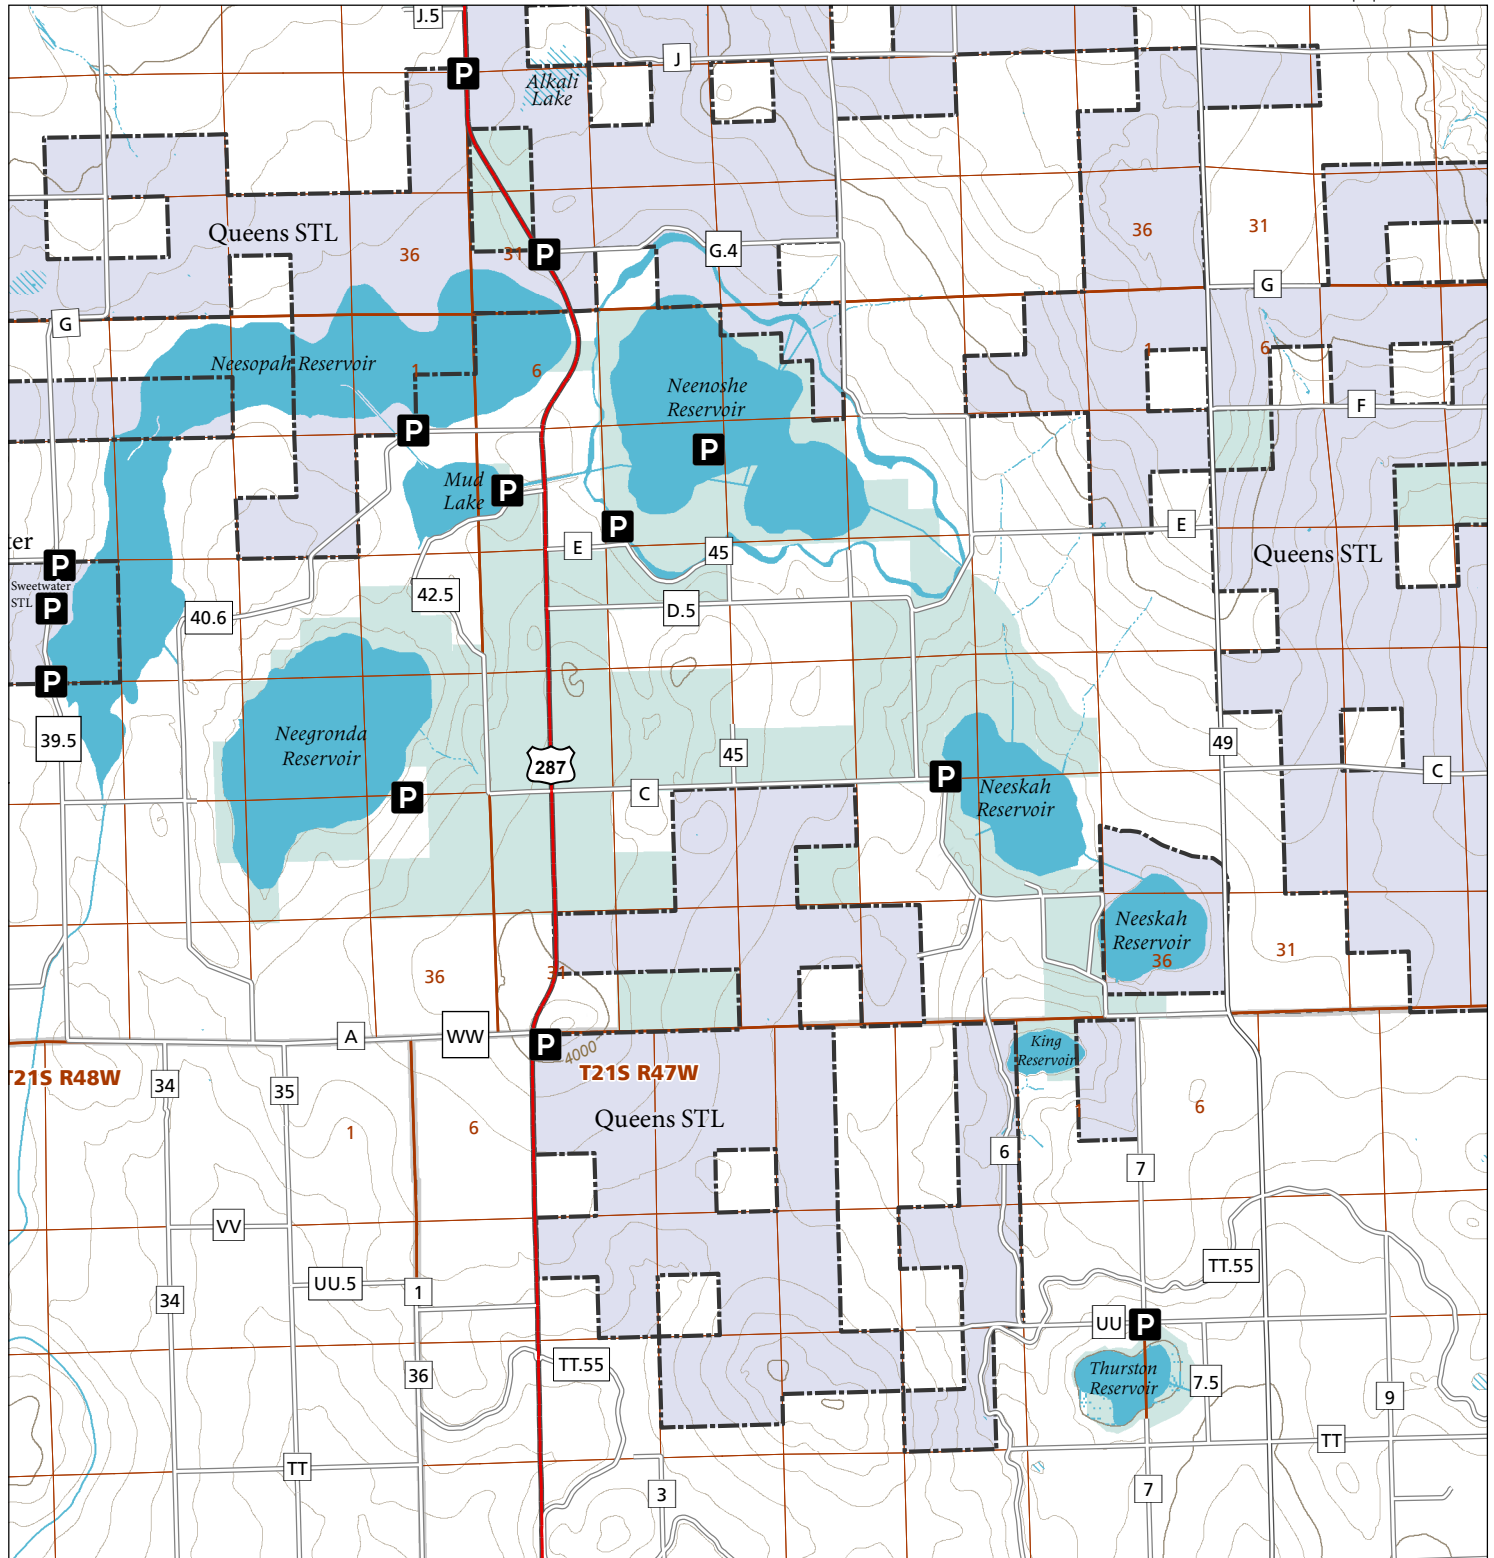 J.5
J
P
Alkali
Lake
Queens STL
36
31
P
G.4
36
31
G
G
Neesopah Reservoir
1
6
Neenoshe
Reservoir
1
6
F
P
P
Mud
Lake
P
P
E
45
E
ter
Queens STL
P
Sweetwater
STL
P
40.6
42.5
D.5
P
39.5
Neegronda
Reservoir
287
45
49
C
P
C
P
Neeskah
Reservoir
Neeskah
Reservoir
36
31
36
31
A
WW
P
4000
King
Reservoir
T21S R48W
T21S R47W
34
35
Queens STL
1
6
6
6
7
VV
UU.5
1
34
TT.55
UU
P
TT.55
36
Thurston
Reservoir
7.5
9
TT
TT
3
7